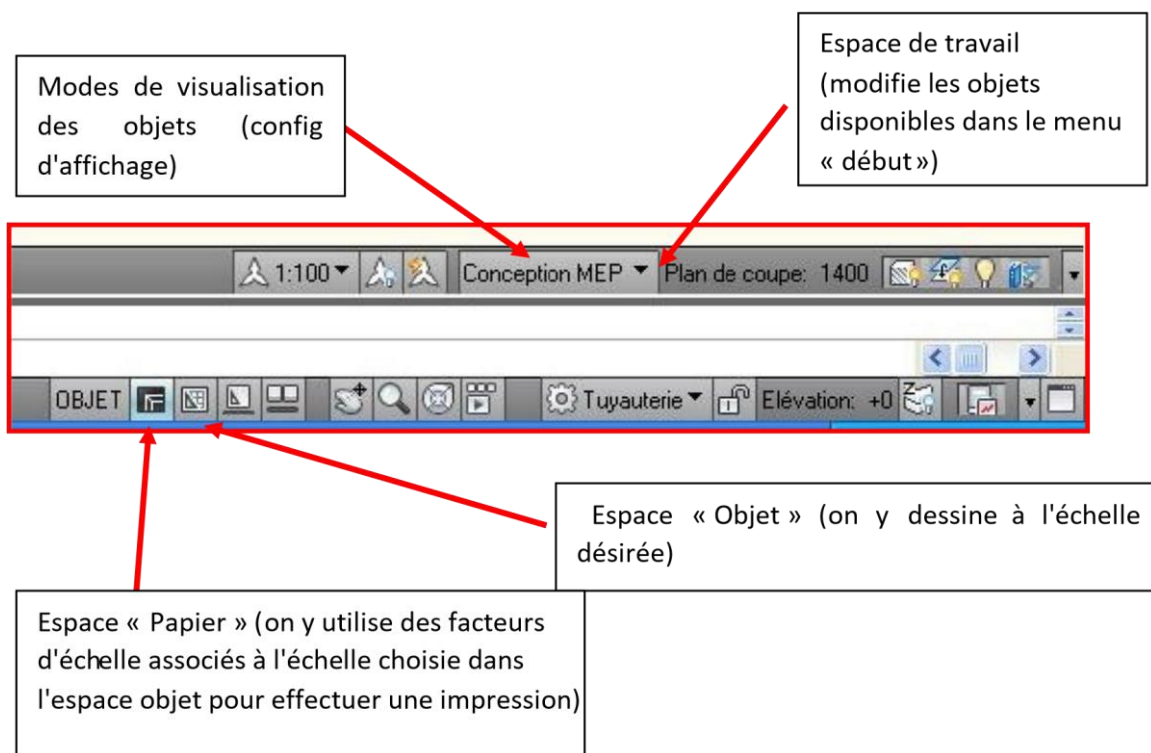 Modes de visualisation
des objets (config
d'affichage)
Espace de travail
(modifie les objets
disponibles dans le menu
« début »)
1:100 Conception MEP Plan de coupe: 1400
OBJET Tuyauterie Elévation: +0
Espace « Objet » (on y dessine à l'échelle
désirée)
Espace « Papier » (on y utilise des facteurs
d'échelle associés à l'échelle choisie dans
l'espace objet pour effectuer une impression)